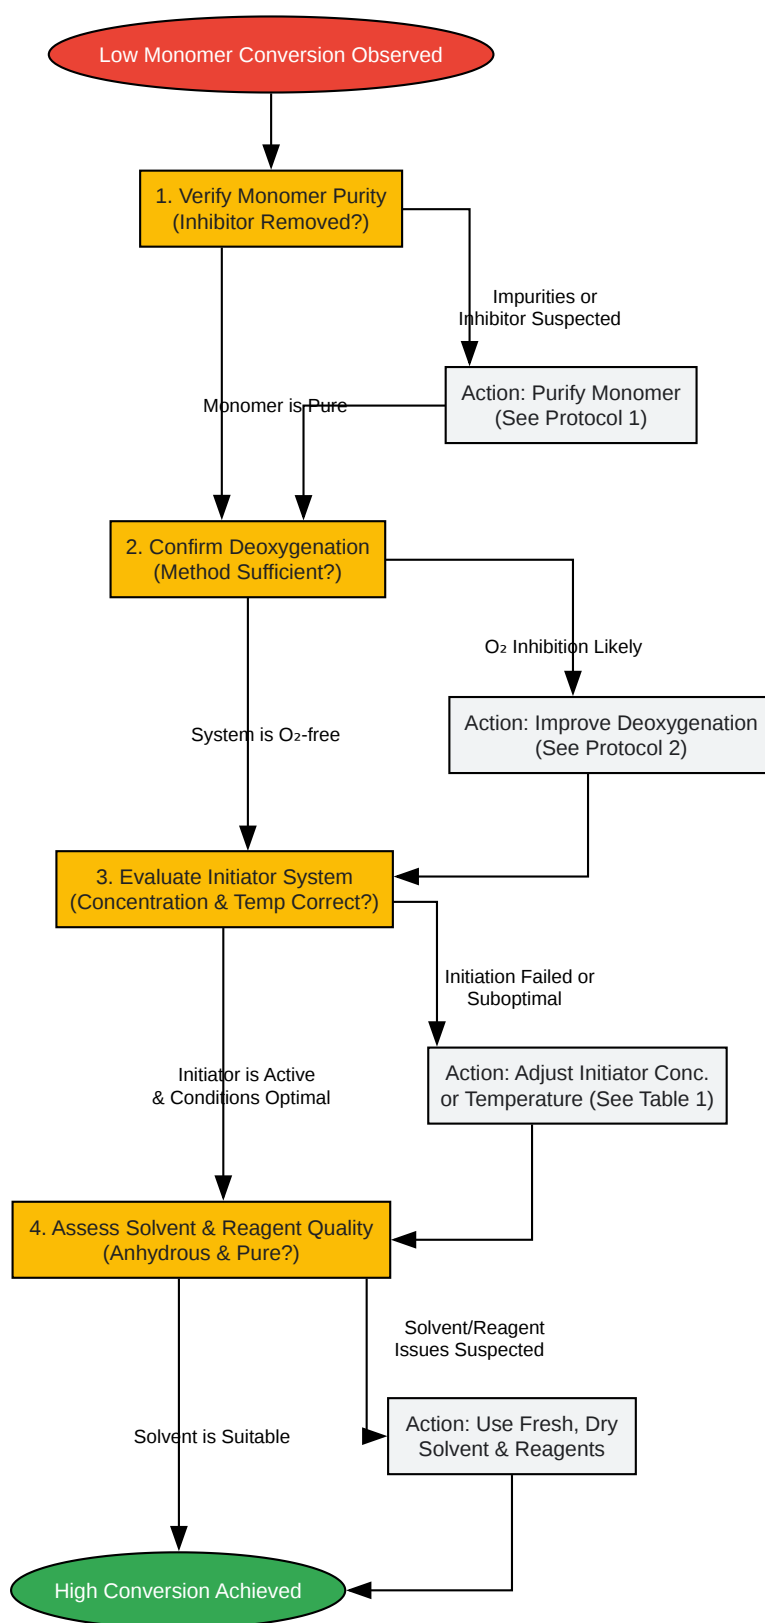 Low Monomer Conversion Observed
1. Verify Monomer Purity
(Inhibitor Removed?)
Impurities or
Inhibitor Suspected
Action: Purify Monomer
(See Protocol 1)
Monomer is Pure
2. Confirm Deoxygenation
(Method Sufficient?)
O₂ Inhibition Likely
Action: Improve Deoxygenation
(See Protocol 2)
System is O₂-free
3. Evaluate Initiator System
(Concentration & Temp Correct?)
Initiation Failed or
Suboptimal
Action: Adjust Initiator Conc.
or Temperature (See Table 1)
Initiator is Active
& Conditions Optimal
4. Assess Solvent & Reagent Quality
(Anhydrous & Pure?)
Solvent/Reagent
Issues Suspected
Action: Use Fresh, Dry
Solvent & Reagents
Solvent is Suitable
High Conversion Achieved